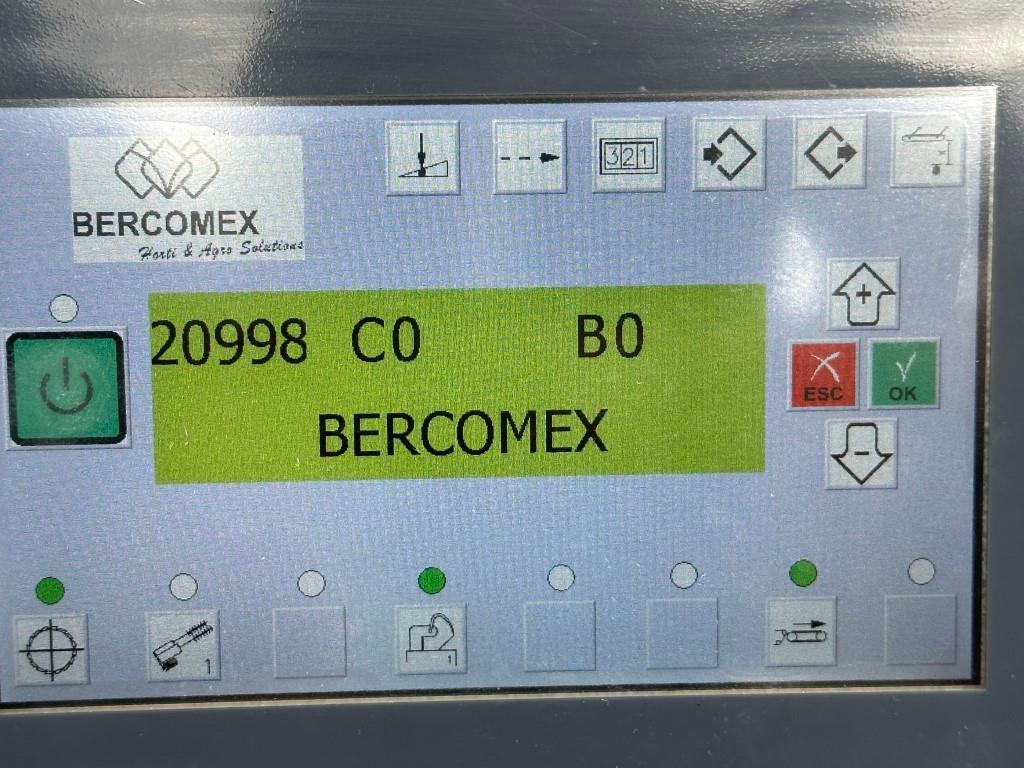 321
BERCOMEX
Horti & Agro Solutions
20998 C0 B0
BERCOMEX
ESC
OK
1
1